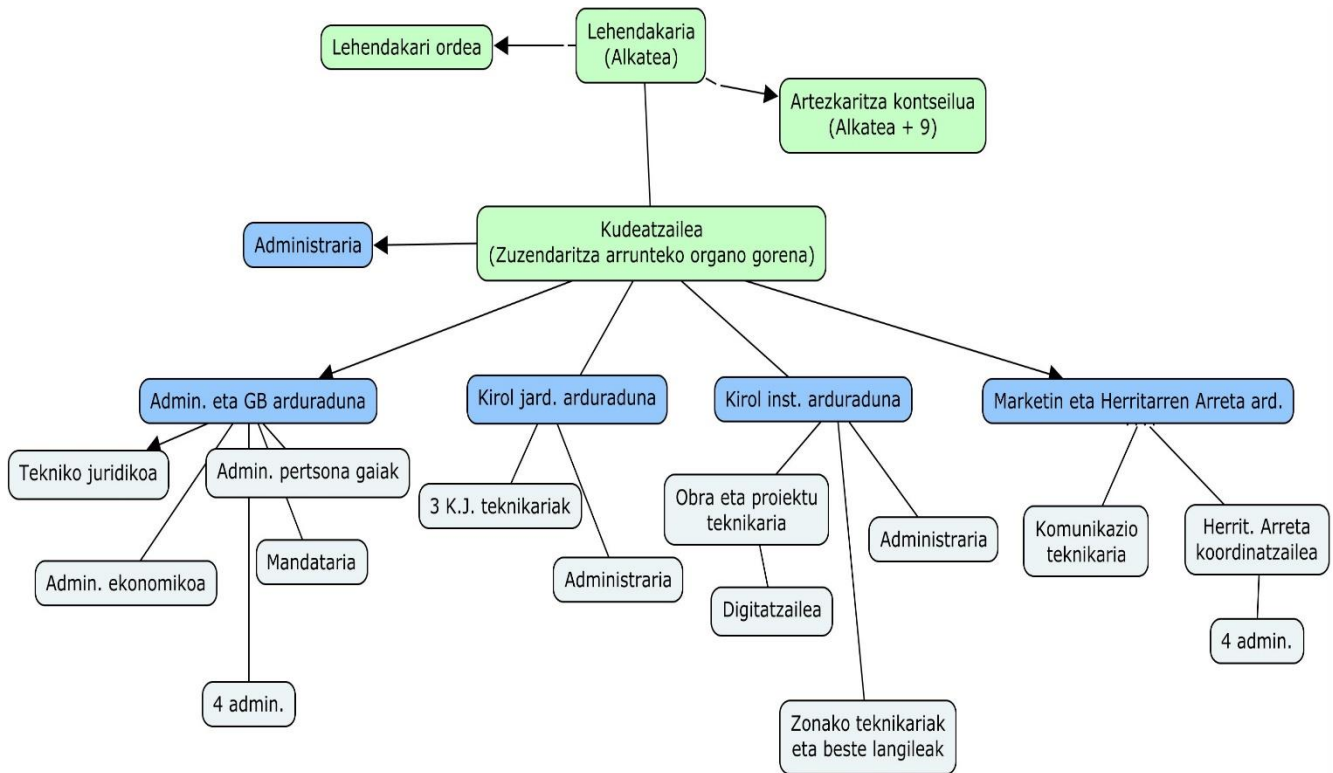 Lehendakari ordea
Lehendakaria
(Alkatea)
Artezkaritza kontseilua
(Alkatea + 9)
Administraria
Kudeatzailea
(Zuzendaritza arrunteko organo gorena)
Admin. eta GB arduraduna
Kirol jard. arduraduna
Kirol inst. arduraduna
Marketin eta Herritarren Arreta ard.
Tekniko juridikoa
Admin. pertsona gaiak
Admin. ekonomikoa
Mandataria
4 admin.
3 K.J. teknikariak
Administraria
Obra eta proiektu
teknikaria
Digitatzailea
Administraria
Zonako teknikariak
eta beste langileak
Komunikazio
teknikaria
Herrit. Arreta
koordinatzailea
4 admin.